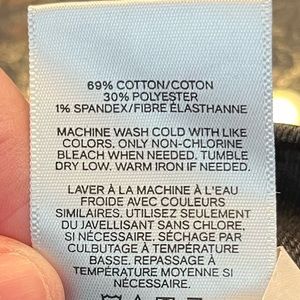 69% COTTON/COTON
30% POLYESTER
1% SPANDEX/FIBRE ÉLASTHANNE
MACHINE WASH COLD WITH LIKE
COLORS. ONLY NON-CHLORINE
BLEACH WHEN NEEDED. TUMBLE
DRY LOW. WARM IRON IF NEEDED.
LAVER À LA MACHINE À L'EAU
FROIDE AVEC COULEURS
SIMILAIRES. UTILISEZ SEULEMENT
DU JAVELLISANT SANS CHLORE,
SI NÉCESSAIRE. SÉCHAGE PAR
CULBUTAGE À TEMPÉRATURE
BASSE. REPASSAGE À
TEMPÉRATURE MOYENNE SI
NÉCESSAIRE.